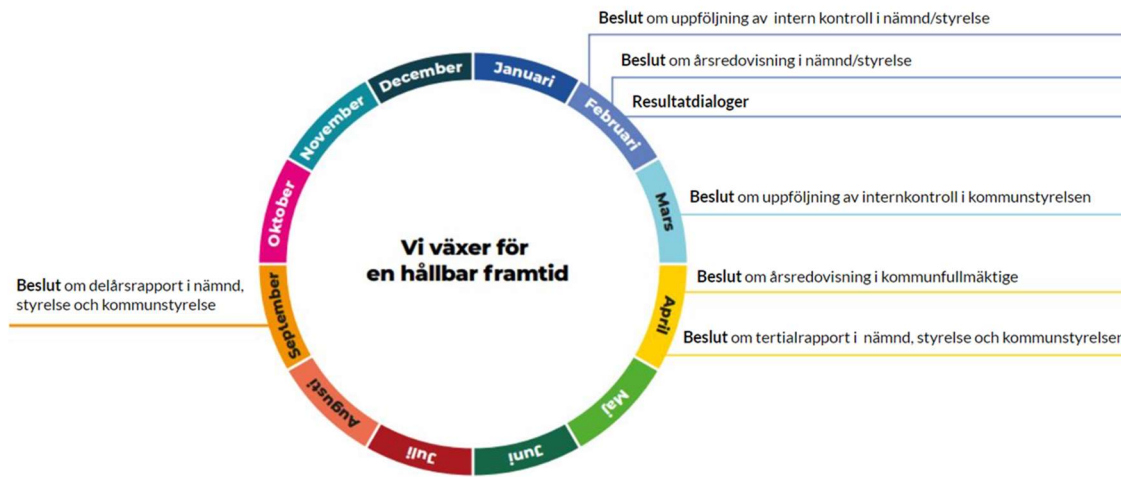 Beslut om uppföljning av intern kontroll i nämnd/styrelse
Beslut om årsredovisning i nämnd/styrelse
Resultatdialoger
Beslut om uppföljning av internkontroll i kommunstyrelsen
Beslut om årsredovisning i kommunfullmäktige
Beslut om tertialrapport i nämnd, styrelse och kommunstyrelsen
Beslut om delårsrapport i nämnd,
styrelse och kommunstyrelse
Januari
Februari
Mars
April
Maj
Juni
Juli
Augusti
September
Oktober
November
December
Vi växer för
en hållbar framtid